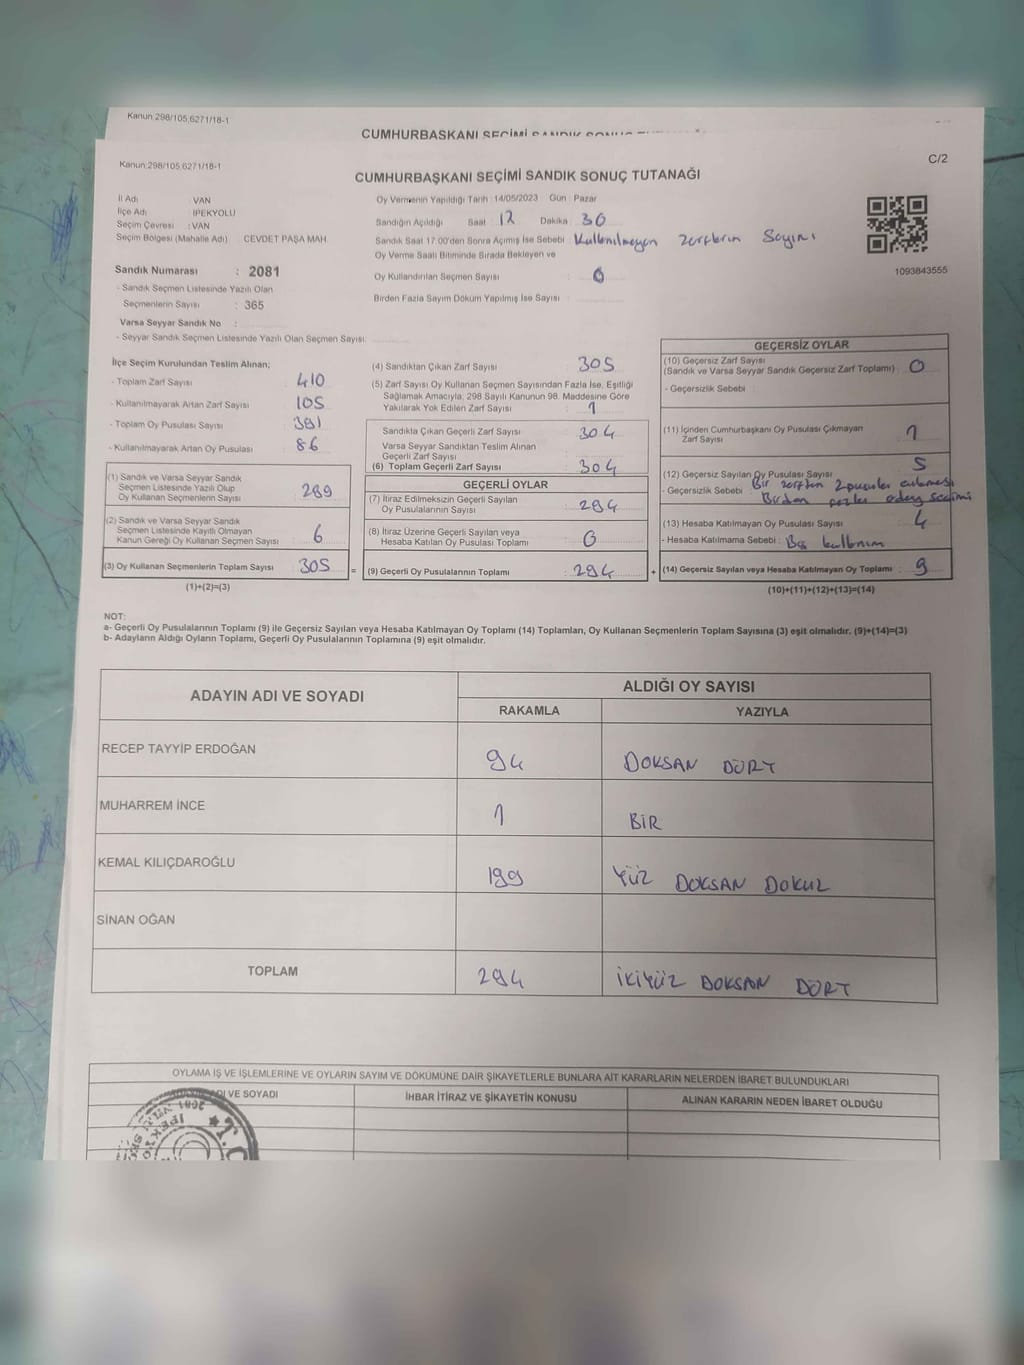 Kanun:298/105,6271/18-1
CUMHURBAŞKANI SEÇİMİ SANDIK SONUÇ
Kanun:298/105,6271/18-1
C/2
CUMHURBAŞKANI SEÇİMİ SANDIK SONUÇ TUTANAĞI
İl Adı VAN
İlçe Adı İPEKYOLU
Seçim Çevresi : VAN
Seçim Bölgesi (Mahalle Adı) CEVDET PAŞA MAH.
Sandık Numarası : 2081
- Sandık Seçmen Listesinde Yazılı Olan
Seçmenlerin Sayısı : 365
Varsa Seyyar Sandık No :
- Seyyar Sandık Seçmen Listesinde Yazılı Olan Seçmen Sayısı:
Oy Vermenin Yapıldığı Tarih :14/05/2023 Gün : Pazar
Sandığın Açıldığı Saat 17 Dakika 30
Sandık Saat 17.00'den Sonra Açımış İse Sebebi : Kullanılmayan zarfların Sayımı
Oy Verme Saati Bitiminde Sırada Bekleyen ve
Oy Kullandırılan Seçmen Sayısı : 0
Birden Fazla Sayım Döküm Yapılmış İse Sayısı :
1093843555
İlçe Seçim Kurulundan Teslim Alınan;
- Toplam Zarf Sayısı : 410
- Kullanılmayarak Artan Zarf Sayısı : 105
- Toplam Oy Pusulası Sayısı : 391
- Kullanılmayarak Artan Oy Pusulası : 86
(1) Sandık ve Varsa Seyyar Sandık
Seçmen Listesinde Yazılı Olup
Oy Kullanan Seçmenlerin Sayısı : 299
(2) Sandık ve Varsa Seyyar Sandık
Seçmen Listesinde Kayıtlı Olmayan
Kanun Gereği Oy Kullanan Seçmen Sayısı : 6
(3) Oy Kullanan Seçmenlerin Toplam Sayısı : 305
(1)+(2)=(3)
(4) Sandıktan Çıkan Zarf Sayısı : 305
(5) Zarf Sayısı Oy Kullanan Seçmen Sayısından Fazla İse, Eşitliği
Sağlamak Amacıyla, 298 Sayılı Kanunun 98. Maddesine Göre
Yakılarak Yok Edilen Zarf Sayısı : 1
Sandıkta Çıkan Geçerli Zarf Sayısı : 304
Varsa Seyyar Sandıktan Teslim Alınan
Geçerli Zarf Sayısı :
(6) Toplam Geçerli Zarf Sayısı : 304
GEÇERLİ OYLAR
(7) İtiraz Edilmeksizin Geçerli Sayılan
Oy Pusulalarının Sayısı : 294
(8) İtiraz Üzerine Geçerli Sayılan veya
Hesaba Katılan Oy Pusulası Toplamı : 0
= (9) Geçerli Oy Pusulalarının Toplamı : 294 +
GEÇERSİZ OYLAR
(10) Geçersiz Zarf Sayısı
(Sandık ve Varsa Seyyar Sandık Geçersiz Zarf Toplamı) : 0
- Geçersizlik Sebebi :
(11) İçinden Cumhurbaşkanı Oy Pusulası Çıkmayan
Zarf Sayısı : 1
(12) Geçersiz Sayılan Oy Pusulası Sayısı : 5
- Geçersizlik Sebebi : Bir zarftan 2 pusula
Birden fazla aday seçimi
(13) Hesaba Katılmayan Oy Pusulası Sayısı : 4
- Hesaba Katılmama Sebebi : Boş kullanım
(14) Geçersiz Sayılan veya Hesaba Katılmayan Oy Toplamı : 9
(10)+(11)+(12)+(13)=(14)
NOT:
a- Geçerli Oy Pusulalarının Toplamı (9) ile Geçersiz Sayılan veya Hesaba Katılmayan Oy Toplamı (14) Toplamları, Oy Kullanan Seçmenlerin Toplam Sayısına (3) eşit olmalıdır. (9)+(14)=(3)
b- Adayların Aldığı Oyların Toplamı, Geçerli Oy Pusulalarının Toplamına (9) eşit olmalıdır.
ADAYIN ADI VE SOYADI
ALDIĞI OY SAYISI
RAKAMLA YAZIYLA
RECEP TAYYİP ERDOĞAN 94 DOKSAN DÖRT
MUHARREM İNCE 1 BİR
KEMAL KILIÇDAROĞLU 199 YÜZ DOKSAN DOKUZ
SİNAN OĞAN
TOPLAM 294 İKİYÜZ DOKSAN DÖRT
OYLAMA İŞ VE İŞLEMLERİNE VE OYLARIN SAYIM VE DÖKÜMÜNE DAİR ŞİKAYETLERLE BUNLARA AİT KARARLARIN NELERDEN İBARET BULUNDUKLARI
VE SOYADI İHBAR İTİRAZ VE ŞİKAYETİN KONUSU ALINAN KARARIN NEDEN İBARET OLDUĞU
T.C.